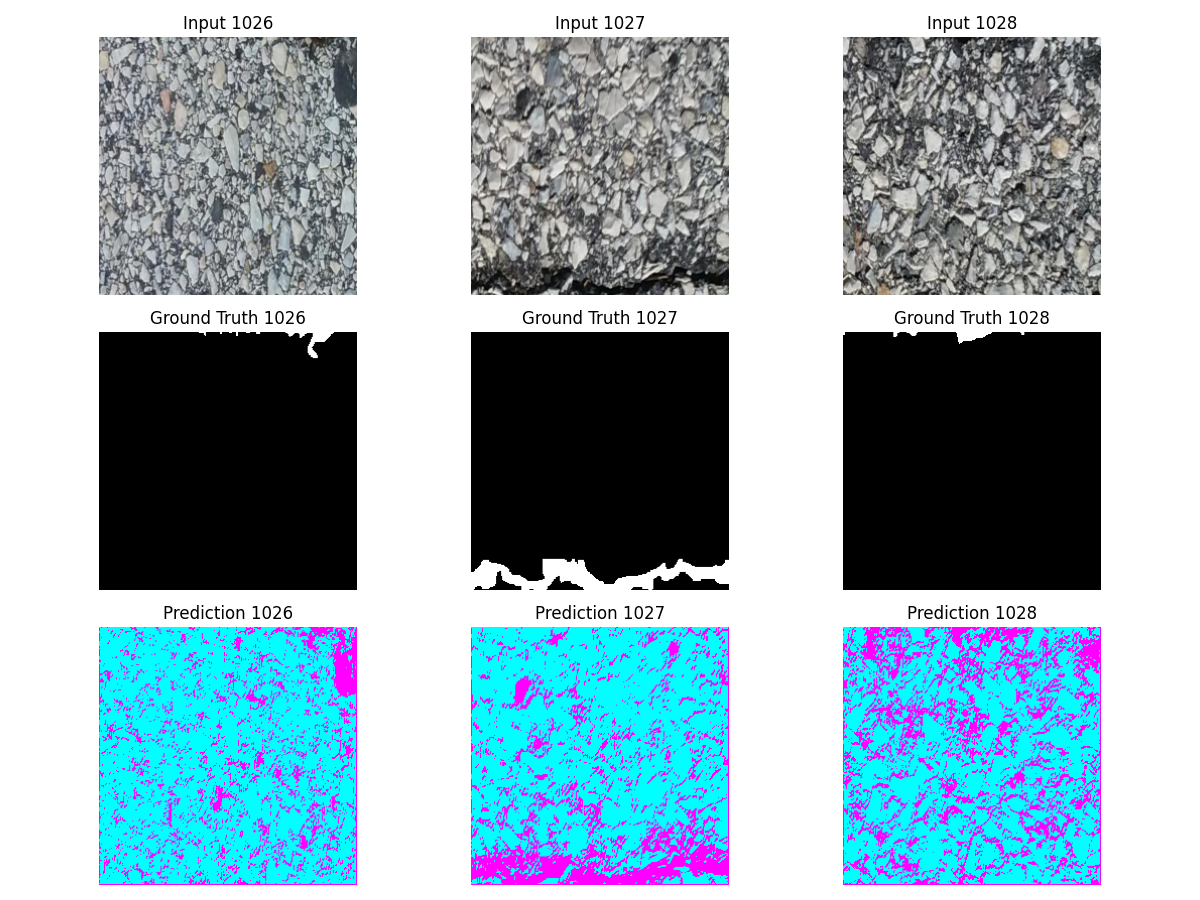 Input 1026
Input 1027
Input 1028
Ground Truth 1026
Ground Truth 1027
Ground Truth 1028
Prediction 1026
Prediction 1027
Prediction 1028